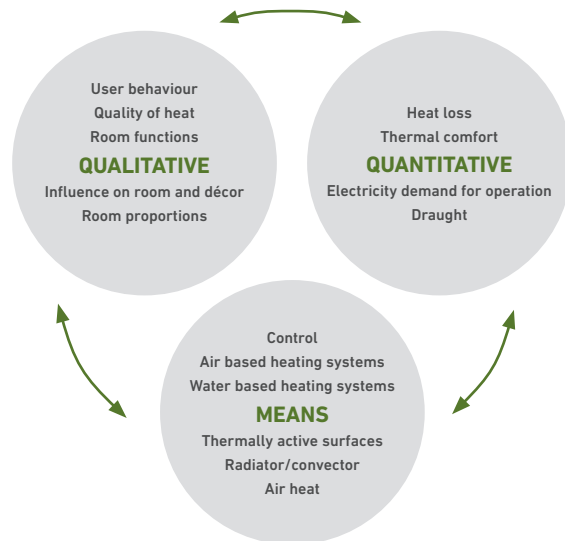 User behaviour
Quality of heat
Room functions
QUALITATIVE
Influence on room and décor
Room proportions
Heat loss
Thermal comfort
QUANTITATIVE
Electricity demand for operation
Draught
Control
Air based heating systems
Water based heating systems
MEANS
Thermally active surfaces
Radiator/convector
Air heat